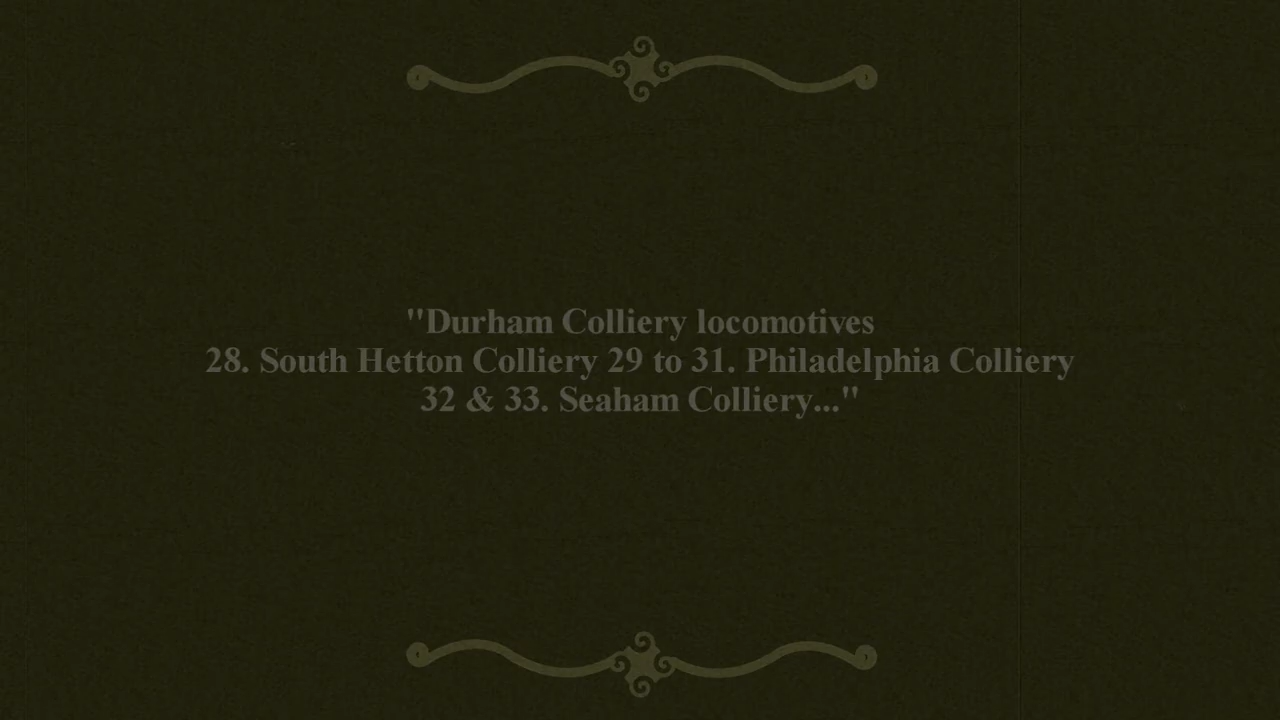 "Durham Colliery locomotives
28. South Hetton Colliery 29 to 31. Philadelphia Colliery
32 & 33. Seaham Colliery..."